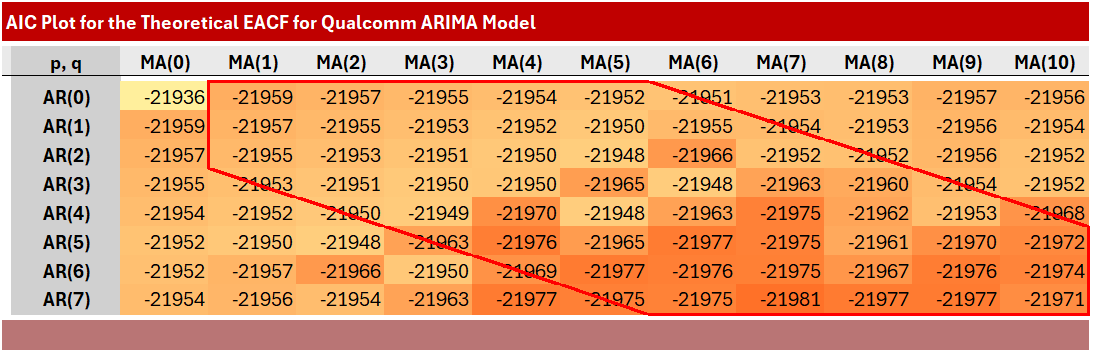 AIC Plot for the Theoretical EACF for Qualcomm ARIMA Model
p, q MA(0) MA(1) MA(2) MA(3) MA(4) MA(5) MA(6) MA(7) MA(8) MA(9) MA(10)
AR(0) -21936 -21959 -21957 -21955 -21954 -21952 -21951 -21953 -21953 -21957 -21956
AR(1) -21959 -21957 -21955 -21953 -21952 -21950 -21955 -21954 -21953 -21956 -21954
AR(2) -21957 -21955 -21953 -21951 -21950 -21948 -21966 -21952 -21952 -21956 -21952
AR(3) -21955 -21953 -21951 -21950 -21950 -21965 -21948 -21963 -21960 -21954 -21952
AR(4) -21954 -21952 -21950 -21949 -21970 -21948 -21963 -21975 -21962 -21953 -21968
AR(5) -21952 -21950 -21948 -21963 -21976 -21965 -21977 -21975 -21961 -21970 -21972
AR(6) -21952 -21957 -21966 -21950 -21969 -21977 -21976 -21975 -21967 -21976 -21974
AR(7) -21954 -21956 -21954 -21963 -21977 -21975 -21975 -21981 -21977 -21977 -21971